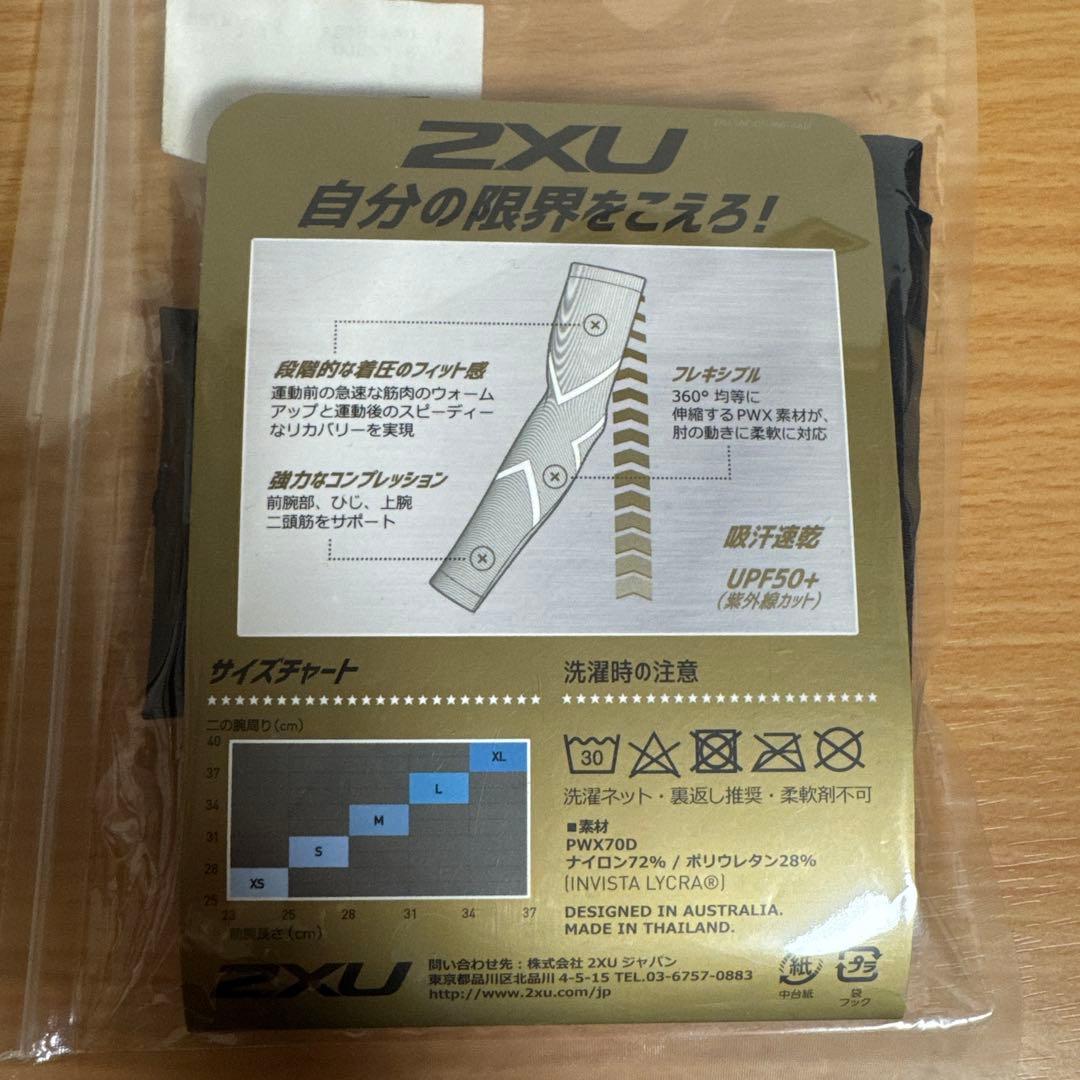 2XU
自分の限界をこえろ!
段階的な着圧のフィット感
運動前の急速な筋肉のウォーム
アップと運動後のスピーディー
なリカバリーを実現
強力なコンプレッション
前腕部、ひじ、上腕
二頭筋をサポート
フレキシブル
360° 均等に
伸縮するPWX素材が、
肘の動きに柔軟に対応
吸汗速乾
UPF50+
(紫外線カット)
サイズチャート
二の腕周り(cm)
40
37
34
31
28
25
XL
L
M
S
XS
23 25 28 31 34 37
前腕長さ(cm)
洗濯時の注意
30
洗濯ネット・裏返し推奨・柔軟剤不可
■素材
PWX70D
ナイロン72% / ポリウレタン28%
(INVISTA LYCRA®)
DESIGNED IN AUSTRALIA.
MADE IN THAILAND.
2XU
問い合わせ先:株式会社 2XU ジャパン
東京都品川区北品川 4-5-15 TEL.03-6757-0883
http://www.2xu.com/jp
紙
中台紙
プラ
袋
フック